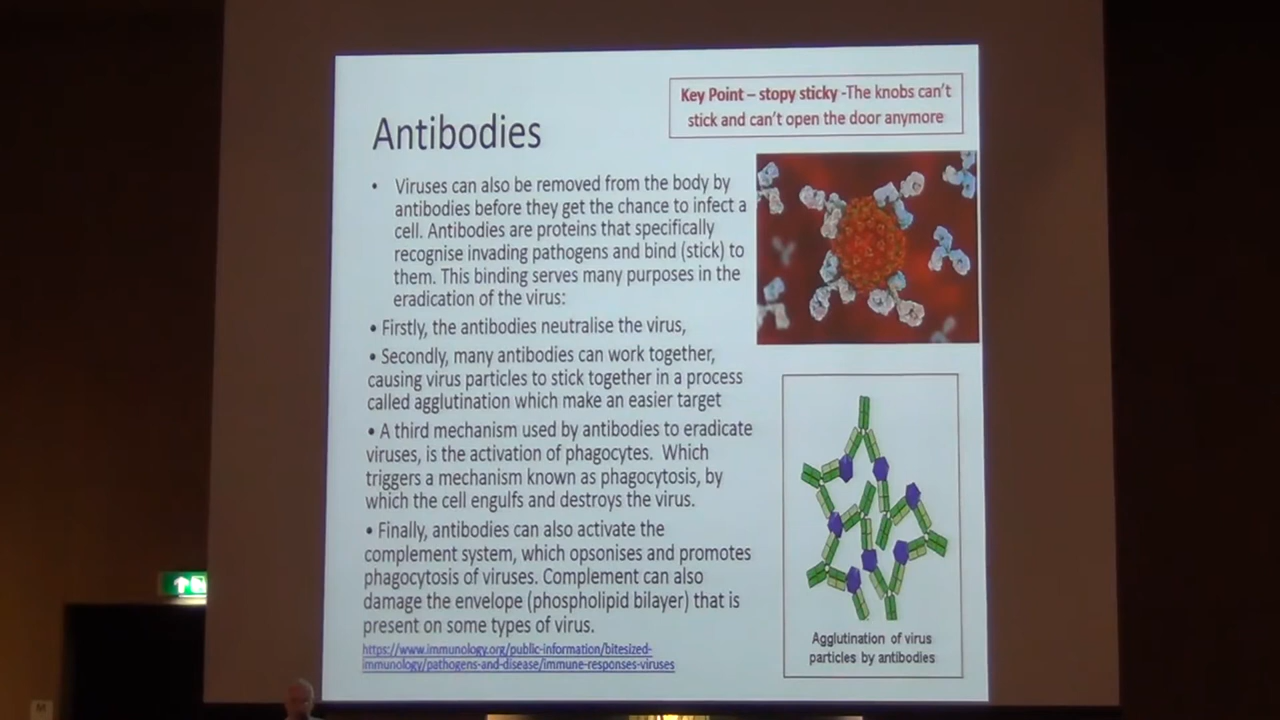 Key Point – stopy sticky -The knobs can't
stick and can't open the door anymore
Antibodies
• Viruses can also be removed from the body by
antibodies before they get the chance to infect a
cell. Antibodies are proteins that specifically
recognise invading pathogens and bind (stick) to
them. This binding serves many purposes in the
eradication of the virus:
• Firstly, the antibodies neutralise the virus,
• Secondly, many antibodies can work together,
causing virus particles to stick together in a process
called agglutination which make an easier target
• A third mechanism used by antibodies to eradicate
viruses, is the activation of phagocytes. Which
triggers a mechanism known as phagocytosis, by
which the cell engulfs and destroys the virus.
• Finally, antibodies can also activate the
complement system, which opsonises and promotes
phagocytosis of viruses. Complement can also
damage the envelope (phospholipid bilayer) that is
present on some types of virus.
https://www.immunology.org/public-information/bitesized-
immunology/pathogens-and-disease/immune-responses-viruses
Agglutination of virus
particles by antibodies